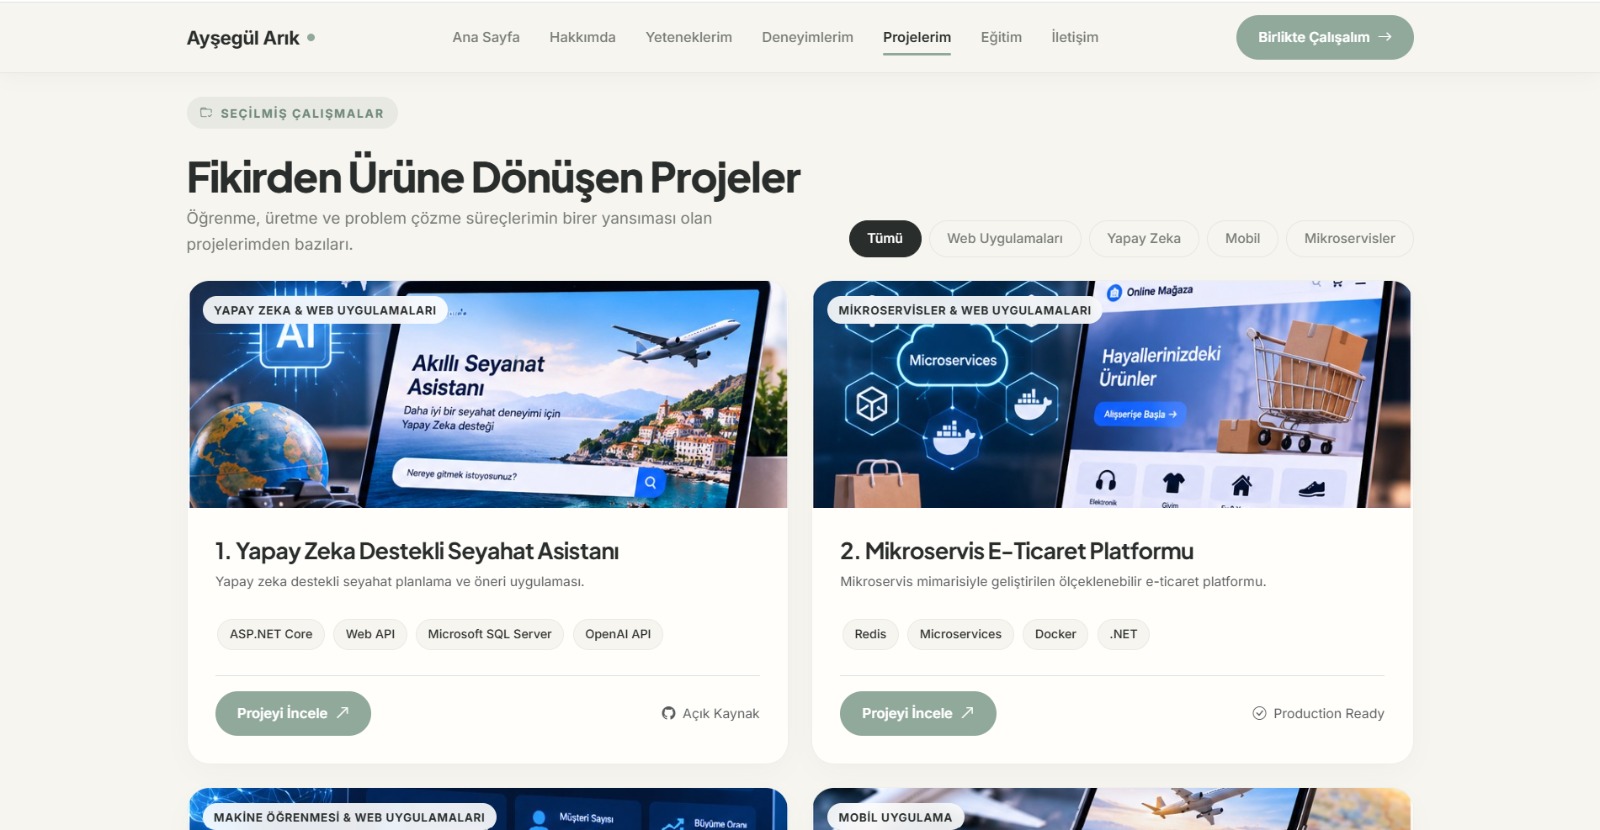 Ayşegül Arık
Ana Sayfa
Hakkımda
Yeteneklerim
Deneyimlerim
Projelerim
Eğitim
İletişim
Birlikte Çalışalım →
SEÇİLMİŞ ÇALIŞMALAR
Fikirden Ürüne Dönüşen Projeler
Öğrenme, üretme ve problem çözme süreçlerimin birer yansıması olan
projelerimden bazıları.
Tümü
Web Uygulamaları
Yapay Zeka
Mobil
Mikroservisler
YAPAY ZEKA & WEB UYGULAMALARI
AI
Akıllı Seyanat
Asistanı
Daha iyi bir seyahat deneyimi için
Yapay Zeka desteği
Nereye gitmek istoyosunuz?
1. Yapay Zeka Destekli Seyahat Asistanı
Yapay zeka destekli seyahat planlama ve öneri uygulaması.
ASP.NET Core
Web API
Microsoft SQL Server
OpenAI API
Projeyi İncele ↗
Açık Kaynak
MİKROSERVİSLER & WEB UYGULAMALARI
Microservices
Online Mağaza
Hayallerinizdeki
Ürünler
Alışserişe Başla →
Elektronik
Giyim
2. Mikroservis E-Ticaret Platformu
Mikroservis mimarisiyle geliştirilen ölçeklenebilir e-ticaret platformu.
Redis
Microservices
Docker
.NET
Projeyi İncele ↗
Production Ready
MAKİNE ÖĞRENMESİ & WEB UYGULAMALARI
Müşteri Sayısı
Büyüme Oranı
MOBİL UYGULAMA